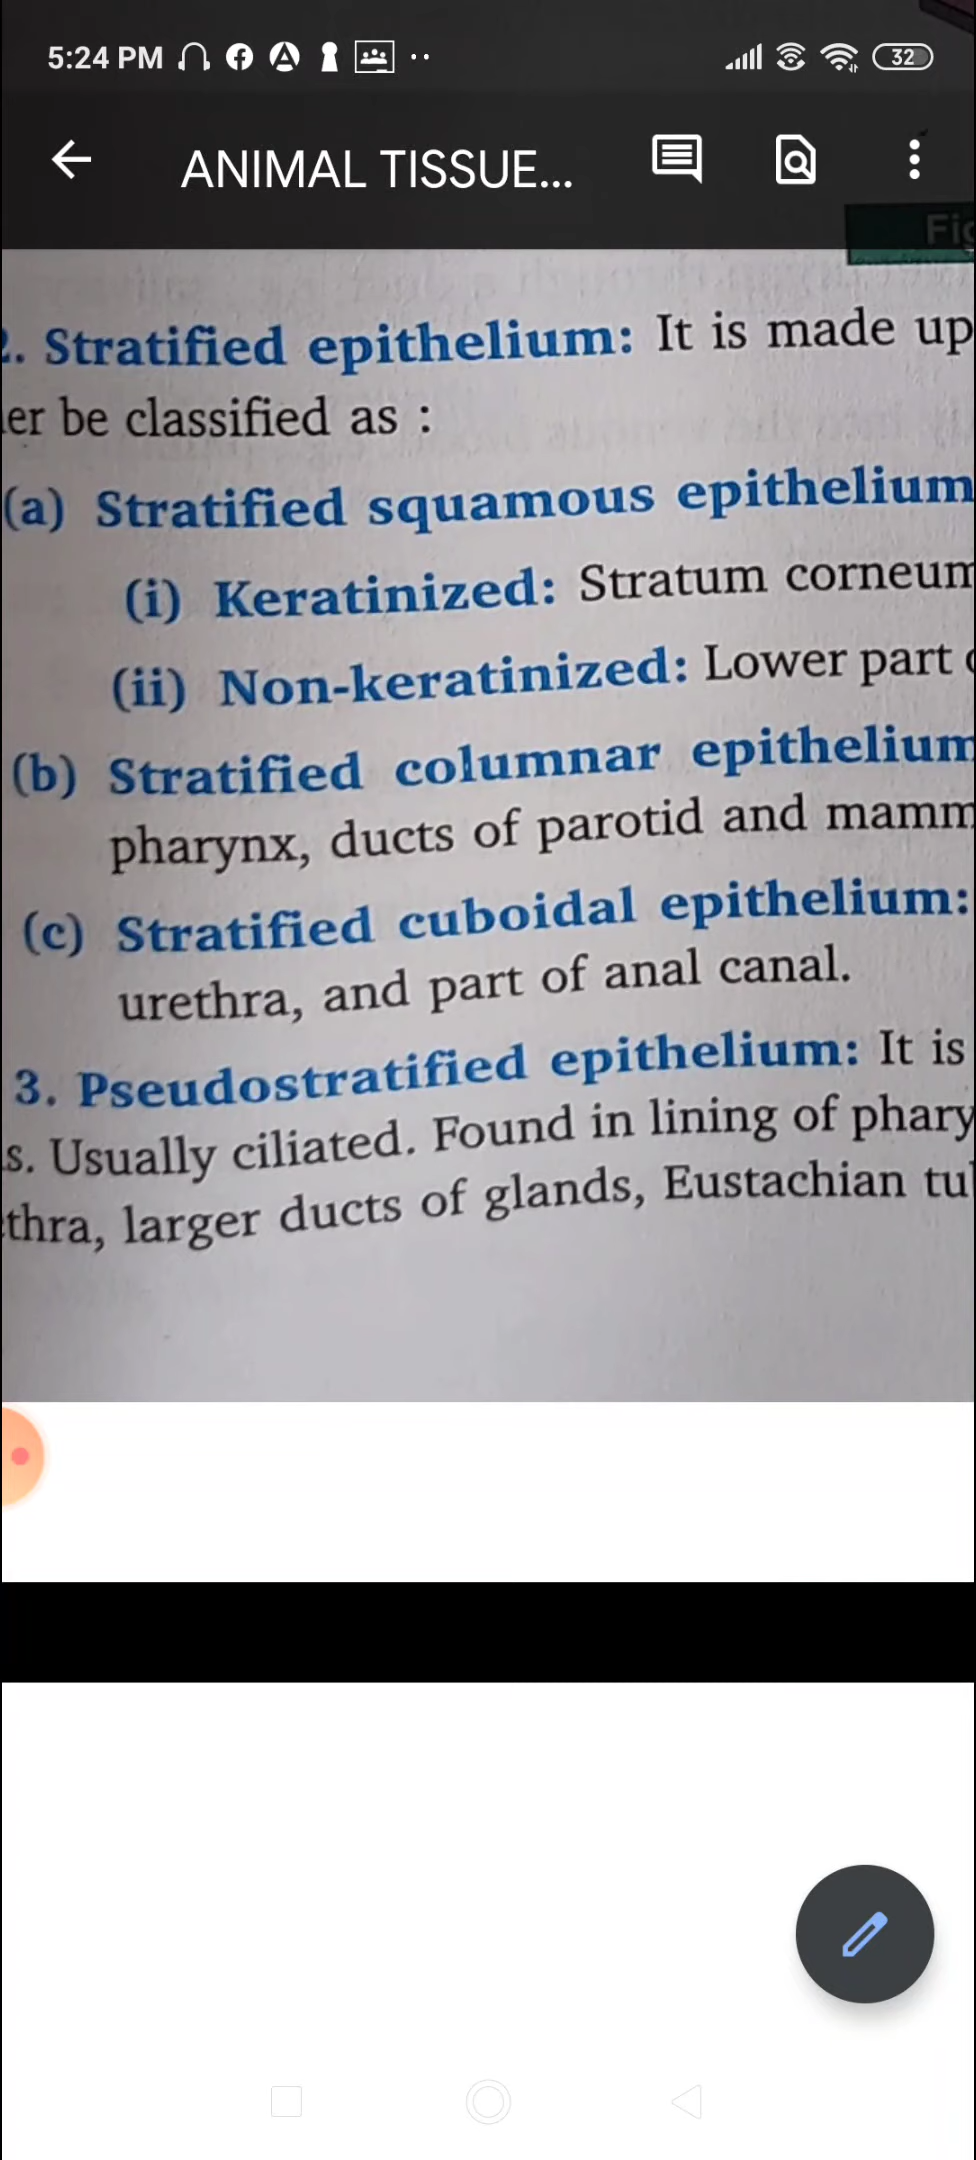 5:24 PM
32
ANIMAL TISSUE...
2. Stratified epithelium: It is made up
er be classified as :
(a) Stratified squamous epithelium
(i) Keratinized: Stratum corneum
(ii) Non-keratinized: Lower part
(b) Stratified columnar epithelium
pharynx, ducts of parotid and mamm
(c) Stratified cuboidal epithelium:
urethra, and part of anal canal.
3. Pseudostratified epithelium: It is
s. Usually ciliated. Found in lining of phary
thra, larger ducts of glands, Eustachian tu